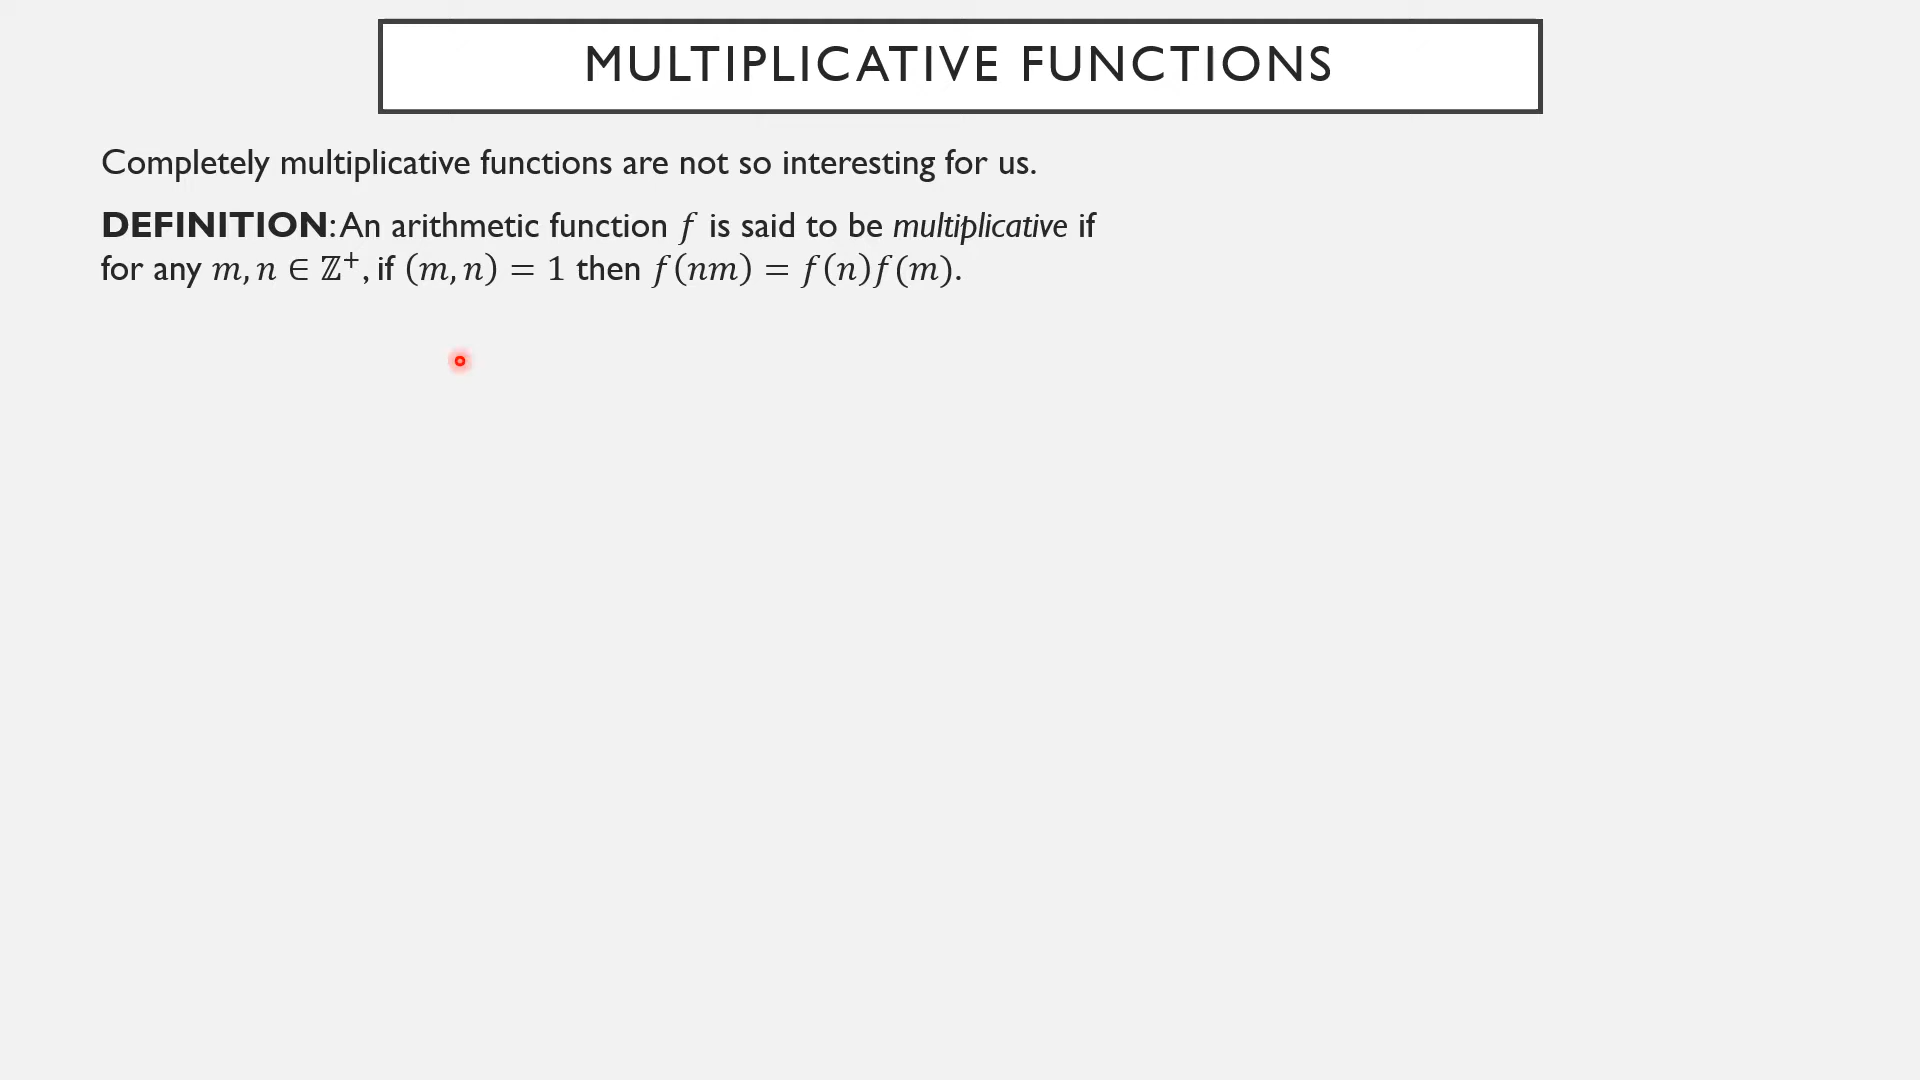 MULTIPLICATIVE FUNCTIONS
Completely multiplicative functions are not so interesting for us.
DEFINITION: An arithmetic function 𝑓 is said to be multiplicative if
for any 𝑚, 𝑛 ∈ ℤ⁺, if (𝑚, 𝑛) = 1 then 𝑓(𝑛𝑚) = 𝑓(𝑛)𝑓(𝑚).